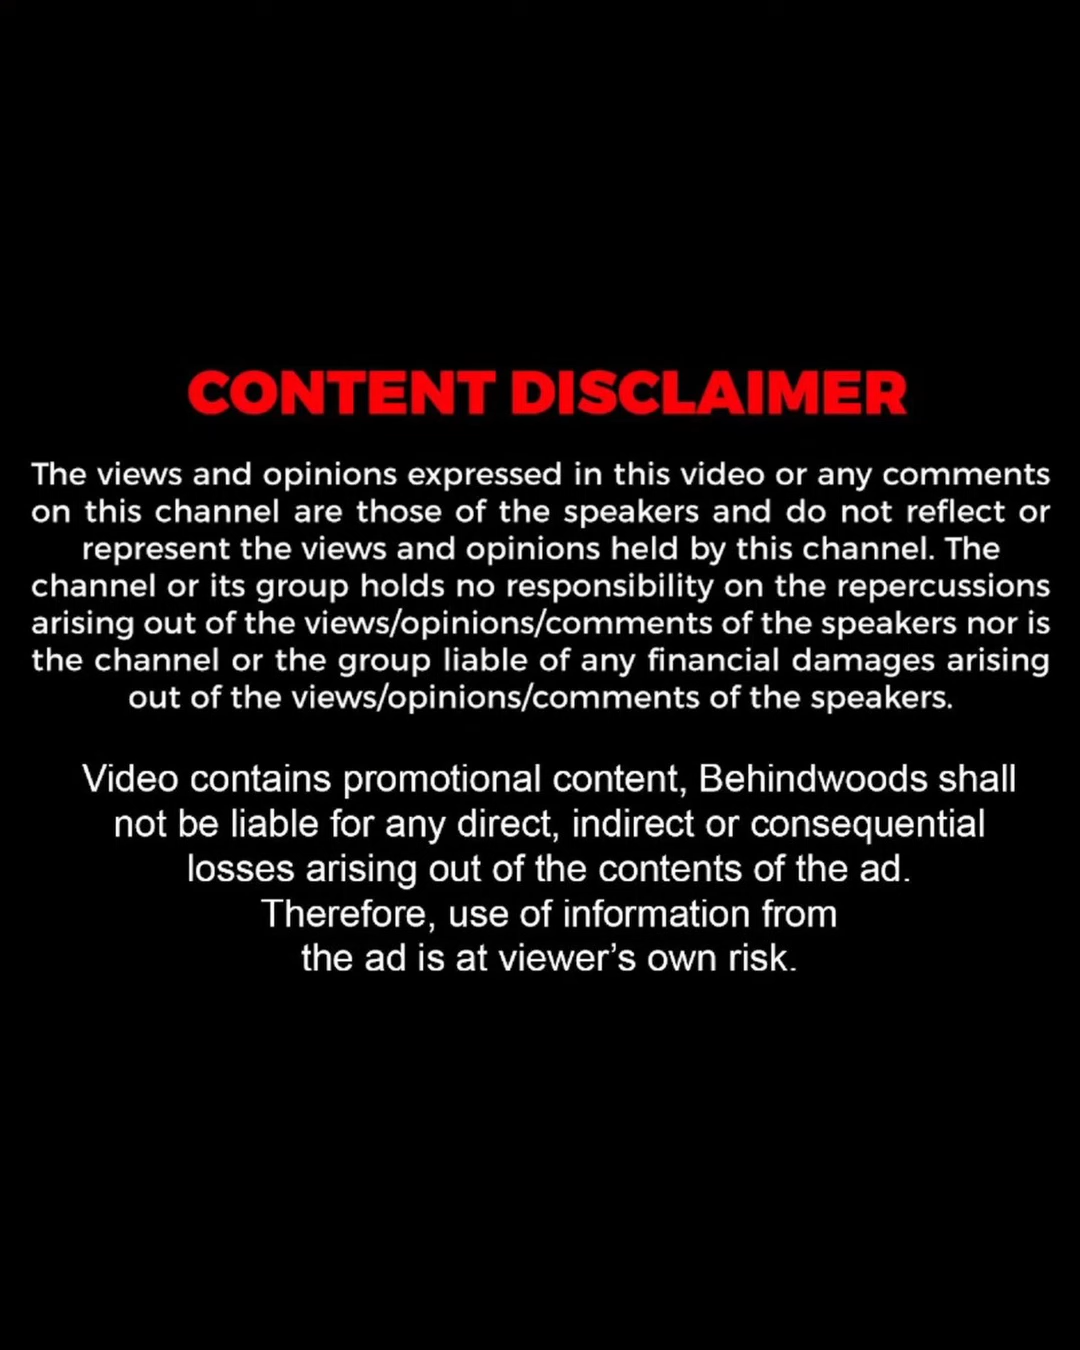 CONTENT DISCLAIMER
The views and opinions expressed in this video or any comments
on this channel are those of the speakers and do not reflect or
represent the views and opinions held by this channel. The
channel or its group holds no responsibility on the repercussions
arising out of the views/opinions/comments of the speakers nor is
the channel or the group liable of any financial damages arising
out of the views/opinions/comments of the speakers.
Video contains promotional content, Behindwoods shall
not be liable for any direct, indirect or consequential
losses arising out of the contents of the ad.
Therefore, use of information from
the ad is at viewer’s own risk.